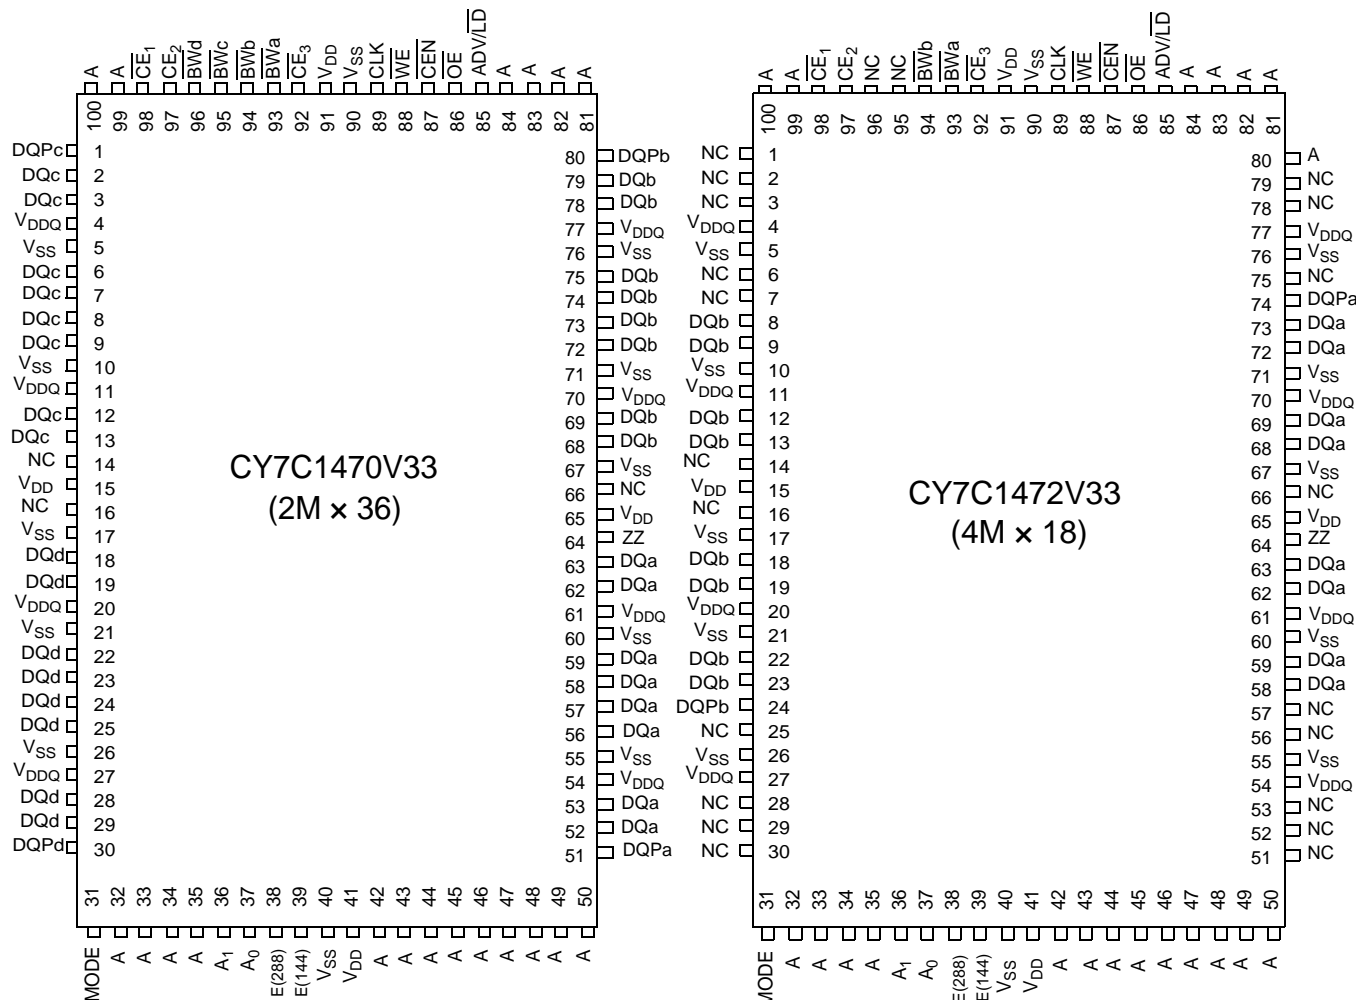 A A CE1 CE2 BWd BWc BWb BWa CE3 VDD VSS CLK WE CEN OE ADV/LD A A A A
100 99 98 97 96 95 94 93 92 91 90 89 88 87 86 85 84 83 82 81
DQPc 1
DQc 2
DQc 3
VDDQ 4
VSS 5
DQc 6
DQc 7
DQc 8
DQc 9
VSS 10
VDDQ 11
DQc 12
DQc 13
NC 14
VDD 15
NC 16
VSS 17
DQd 18
DQd 19
VDDQ 20
VSS 21
DQd 22
DQd 23
DQd 24
DQd 25
VSS 26
VDDQ 27
DQd 28
DQd 29
DQPd 30
CY7C1470V33
(2M × 36)
80 DQPb
79 DQb
78 DQb
77 VDDQ
76 VSS
75 DQb
74 DQb
73 DQb
72 DQb
71 VSS
70 VDDQ
69 DQb
68 DQb
67 VSS
66 NC
65 VDD
64 ZZ
63 DQa
62 DQa
61 VDDQ
60 VSS
59 DQa
58 DQa
57 DQa
56 DQa
55 VSS
54 VDDQ
53 DQa
52 DQa
51 DQPa
31 32 33 34 35 36 37 38 39 40 41 42 43 44 45 46 47 48 49 50
MODE A A A A A1 A0 E(288) E(144) VSS VDD A A A A A A A A A
A A CE1 CE2 NC NC BWb BWa CE3 VDD VSS CLK WE CEN OE ADV/LD A A A A
100 99 98 97 96 95 94 93 92 91 90 89 88 87 86 85 84 83 82 81
NC 1
NC 2
NC 3
VDDQ 4
VSS 5
NC 6
NC 7
DQb 8
DQb 9
VSS 10
VDDQ 11
DQb 12
DQb 13
NC 14
VDD 15
NC 16
VSS 17
DQb 18
DQb 19
VDDQ 20
VSS 21
DQb 22
DQb 23
DQPb 24
NC 25
VSS 26
VDDQ 27
NC 28
NC 29
NC 30
CY7C1472V33
(4M × 18)
80 A
79 NC
78 NC
77 VDDQ
76 VSS
75 NC
74 DQPa
73 DQa
72 DQa
71 VSS
70 VDDQ
69 DQa
68 DQa
67 VSS
66 NC
65 VDD
64 ZZ
63 DQa
62 DQa
61 VDDQ
60 VSS
59 DQa
58 DQa
57 NC
56 NC
55 VSS
54 VDDQ
53 NC
52 NC
51 NC
31 32 33 34 35 36 37 38 39 40 41 42 43 44 45 46 47 48 49 50
MODE A A A A A1 A0 E(288) E(144) VSS VDD A A A A A A A A A